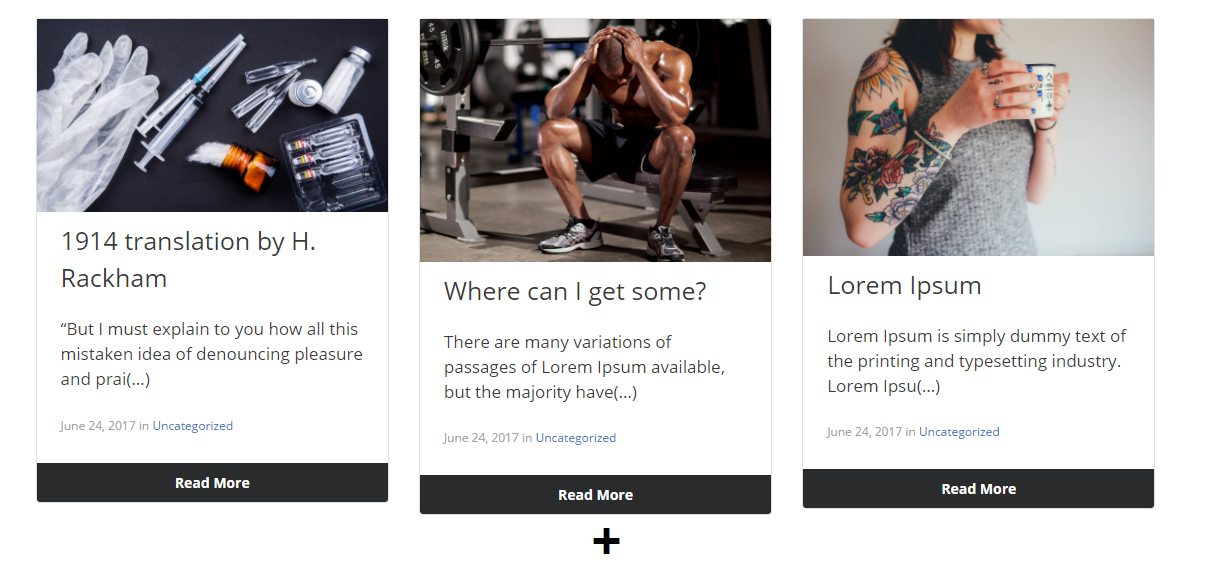 1914 translation by H.
Rackham
“But I must explain to you how all this
mistaken idea of denouncing pleasure
and prai(...)
June 24, 2017 in Uncategorized
Read More
Where can I get some?
There are many variations of
passages of Lorem Ipsum available,
but the majority have(...)
June 24, 2017 in Uncategorized
Read More
Lorem Ipsum
Lorem Ipsum is simply dummy text of
the printing and typesetting industry.
Lorem Ipsu(...)
June 24, 2017 in Uncategorized
Read More
+